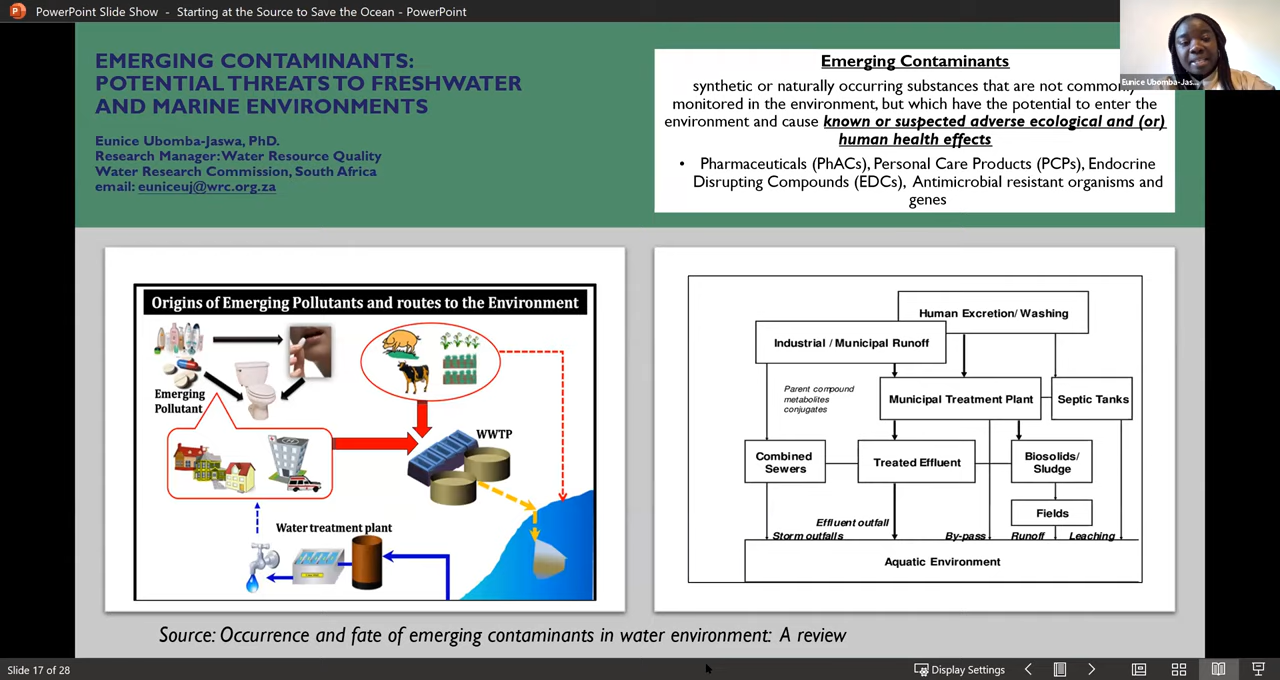 PowerPoint Slide Show - Starting at the Source to Save the Ocean - PowerPoint
EMERGING CONTAMINANTS:
POTENTIAL THREATS TO FRESHWATER
AND MARINE ENVIRONMENTS
Eunice Ubomba-Jaswa, PhD.
Research Manager: Water Resource Quality
Water Research Commission, South Africa
email: euniceuj@wrc.org.za
Emerging Contaminants
synthetic or naturally occurring substances that are not commonly
monitored in the environment, but which have the potential to enter the
environment and cause known or suspected adverse ecological and (or)
human health effects
• Pharmaceuticals (PhACs), Personal Care Products (PCPs), Endocrine
Disrupting Compounds (EDCs), Antimicrobial resistant organisms and
genes
Eunice Ubomba-Jas...
Origins of Emerging Pollutants and routes to the Environment
Emerging
Pollutant
WWTP
Water treatment plant
Human Excretion/ Washing
Industrial / Municipal Runoff
Parent compound
metabolites
conjugates
Municipal Treatment Plant
Septic Tanks
Combined
Sewers
Treated Effluent
Biosolids/
Sludge
Fields
Effluent outfall
Storm outfalls
By-pass
Runoff
Leaching
Aquatic Environment
Source: Occurrence and fate of emerging contaminants in water environment: A review
Slide 17 of 28
Display Settings